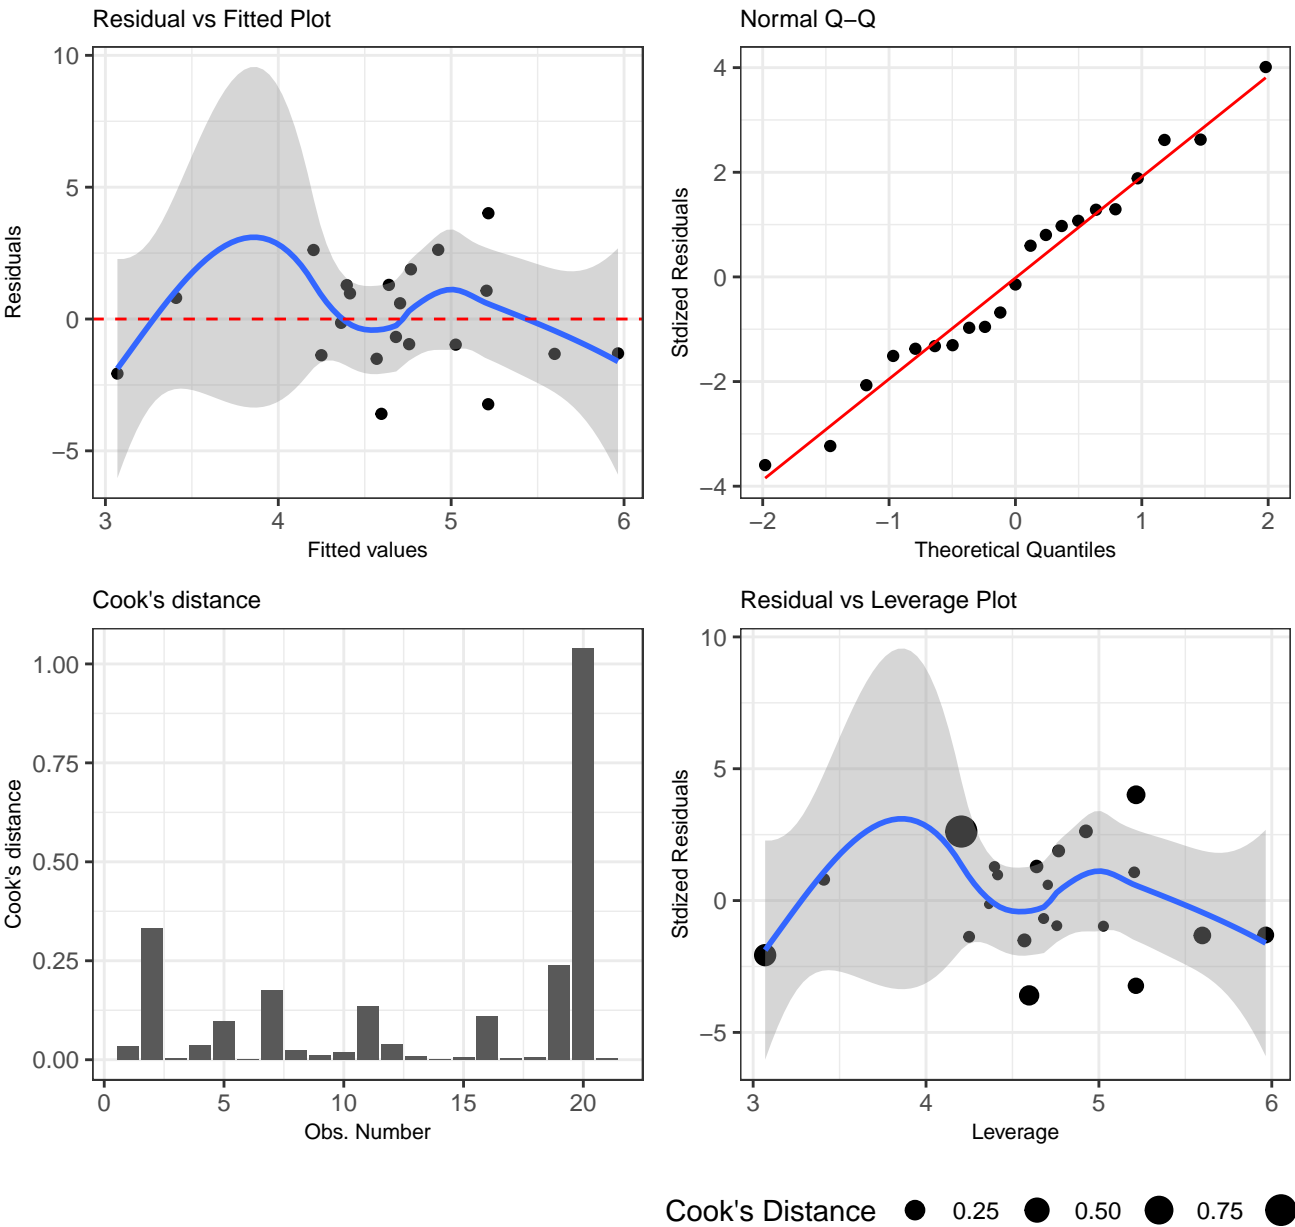 Residual vs Fitted Plot
10
5
0
−5
Residuals
3 4 5 6
Fitted values
Normal Q−Q
4
2
0
−2
−4
Stdized Residuals
−2 −1 0 1 2
Theoretical Quantiles
Cook's distance
1.00
0.75
0.50
0.25
0.00
Cook's distance
0 5 10 15 20
Obs. Number
Residual vs Leverage Plot
10
5
0
−5
Stdized Residuals
3 4 5 6
Leverage
Cook's Distance 0.25 0.50 0.75